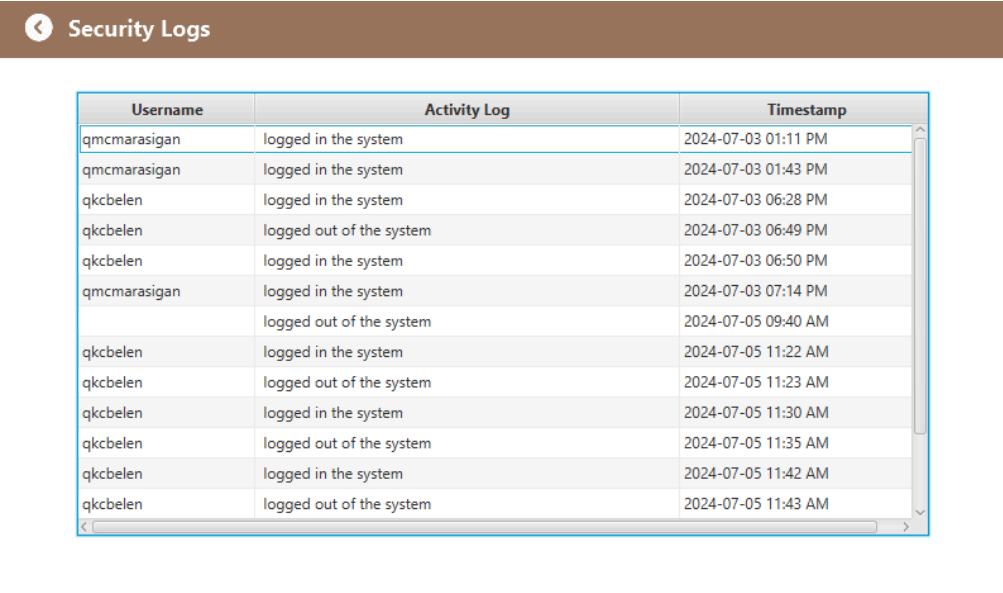 Security Logs
Username Activity Log Timestamp
qmcmarasigan logged in the system 2024-07-03 01:11 PM
qmcmarasigan logged in the system 2024-07-03 01:43 PM
qkcbelen logged in the system 2024-07-03 06:28 PM
qkcbelen logged out of the system 2024-07-03 06:49 PM
qkcbelen logged in the system 2024-07-03 06:50 PM
qmcmarasigan logged in the system 2024-07-03 07:14 PM
logged out of the system 2024-07-05 09:40 AM
qkcbelen logged in the system 2024-07-05 11:22 AM
qkcbelen logged out of the system 2024-07-05 11:23 AM
qkcbelen logged in the system 2024-07-05 11:30 AM
qkcbelen logged out of the system 2024-07-05 11:35 AM
qkcbelen logged in the system 2024-07-05 11:42 AM
qkcbelen logged out of the system 2024-07-05 11:43 AM